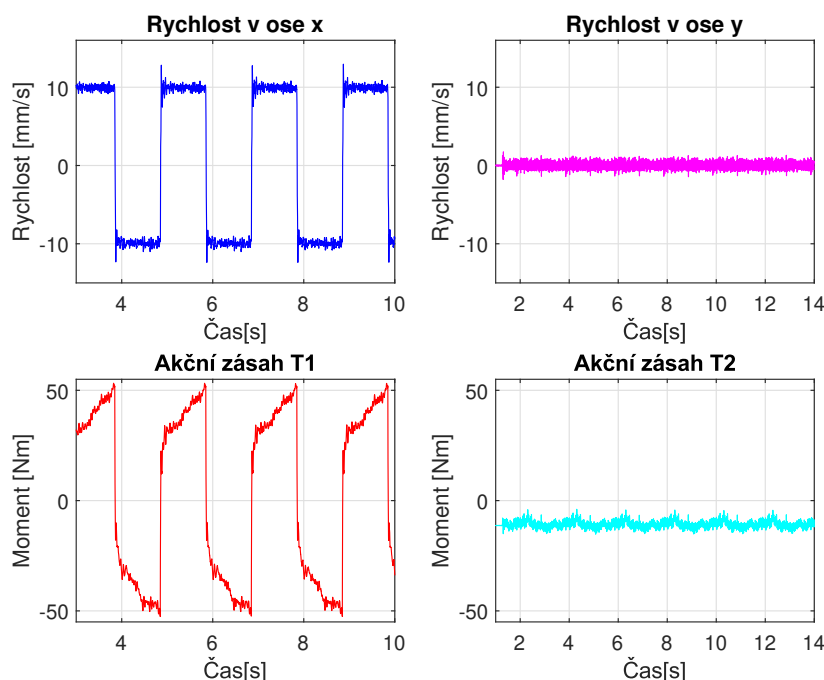 Rychlost v ose x
Rychlost [mm/s]
10
0
-10
4
6
8
10
Čas[s]
Rychlost v ose y
Rychlost [mm/s]
10
0
-10
2
4
6
8
10
12
14
Čas[s]
Akční zásah T1
Moment [Nm]
50
0
-50
4
6
8
10
Čas[s]
Akční zásah T2
Moment [Nm]
50
0
-50
2
4
6
8
10
12
14
Čas[s]